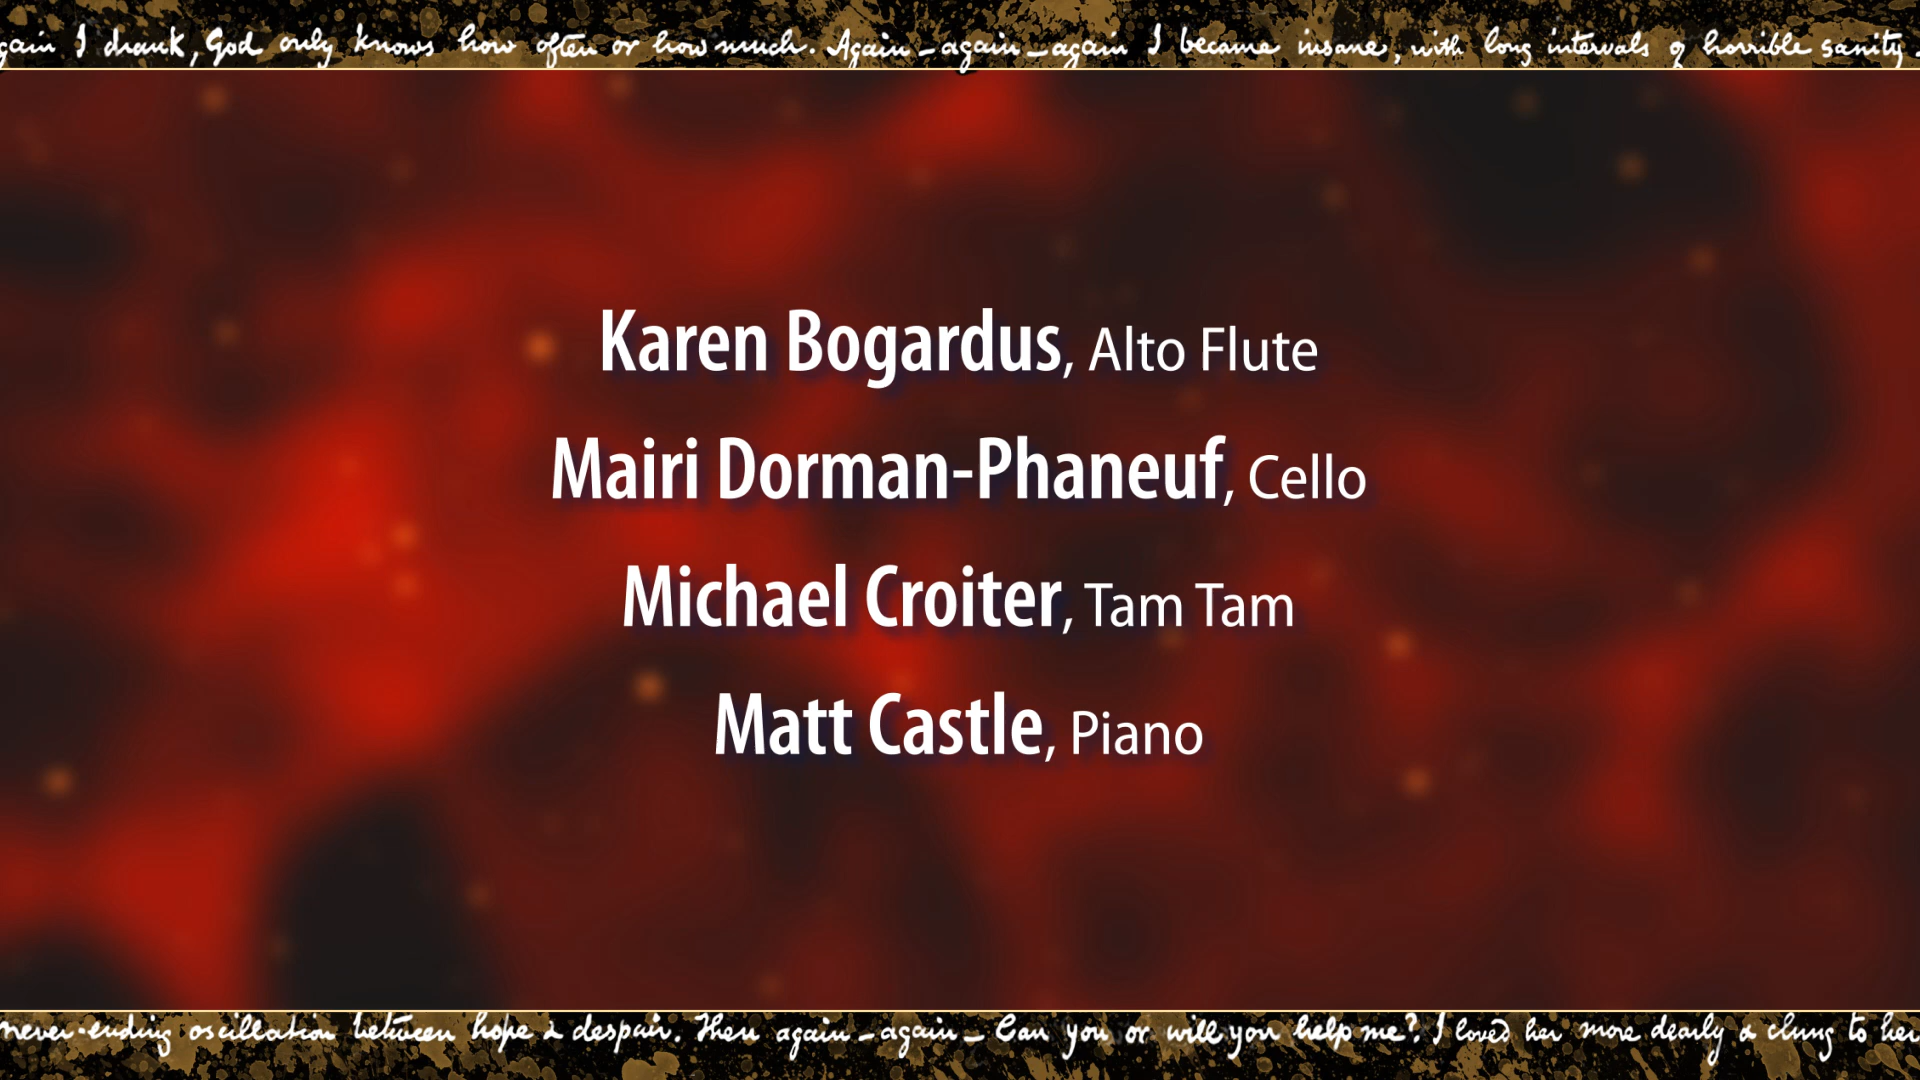 gain I drank, God only knows how often or how much. Again – again – again I became insane, with long intervals of horrible sanity –
Karen Bogardus, Alto Flute
Mairi Dorman-Phaneuf, Cello
Michael Croiter, Tam Tam
Matt Castle, Piano
never-ending oscillation between hope & despair. Then again – again – Can you or will you help me? I loved her more dearly & clung to her